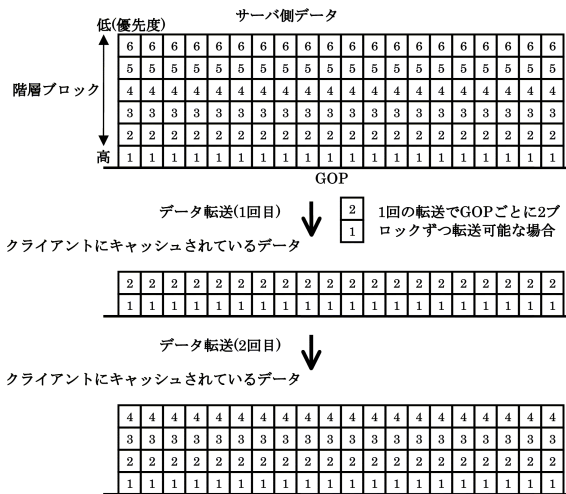 サーバ側データ
低(優先度)
6 6 6 6 6 6 6 6 6 6 6 6 6 6 6 6 6 6 6 6
5 5 5 5 5 5 5 5 5 5 5 5 5 5 5 5 5 5 5 5
階層ブロック
4 4 4 4 4 4 4 4 4 4 4 4 4 4 4 4 4 4 4 4
3 3 3 3 3 3 3 3 3 3 3 3 3 3 3 3 3 3 3 3
2 2 2 2 2 2 2 2 2 2 2 2 2 2 2 2 2 2 2 2
高 1 1 1 1 1 1 1 1 1 1 1 1 1 1 1 1 1 1 1 1
GOP
データ転送(1回目)
2 1回の転送でGOPごとに2ブ
1 ロックずつ転送可能な場合
クライアントにキャッシュされているデータ
2 2 2 2 2 2 2 2 2 2 2 2 2 2 2 2 2 2 2 2
1 1 1 1 1 1 1 1 1 1 1 1 1 1 1 1 1 1 1 1
データ転送(2回目)
クライアントにキャッシュされているデータ
4 4 4 4 4 4 4 4 4 4 4 4 4 4 4 4 4 4 4 4
3 3 3 3 3 3 3 3 3 3 3 3 3 3 3 3 3 3 3 3
2 2 2 2 2 2 2 2 2 2 2 2 2 2 2 2 2 2 2 2
1 1 1 1 1 1 1 1 1 1 1 1 1 1 1 1 1 1 1 1